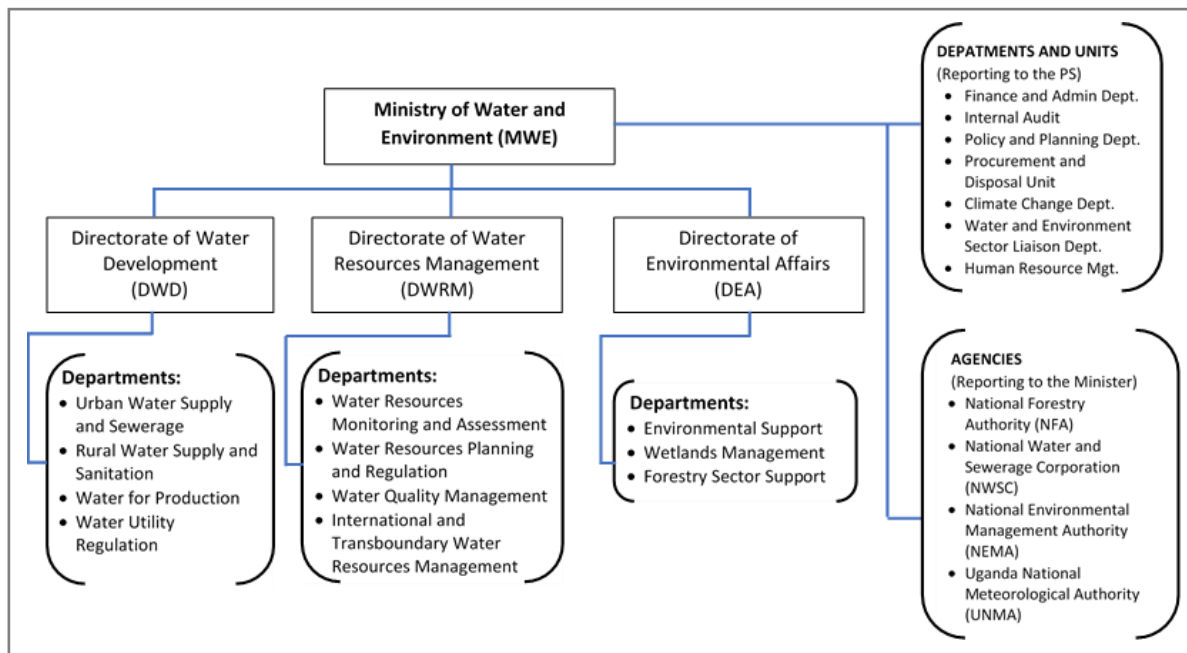 Ministry of Water and
Environment (MWE)
Directorate of Water
Development
(DWD)
Departments:
• Urban Water Supply
and Sewerage
• Rural Water Supply and
Sanitation
• Water for Production
• Water Utility
Regulation
Directorate of Water
Resources Management
(DWRM)
Departments:
• Water Resources
Monitoring and Assessment
• Water Resources Planning
and Regulation
• Water Quality Management
• International and
Transboundary Water
Resources Management
Directorate of
Environmental Affairs
(DEA)
Departments:
• Environmental Support
• Wetlands Management
• Forestry Sector Support
DEPATMENTS AND UNITS
(Reporting to the PS)
• Finance and Admin Dept.
• Internal Audit
• Policy and Planning Dept.
• Procurement and
Disposal Unit
• Climate Change Dept.
• Water and Environment
Sector Liaison Dept.
• Human Resource Mgt.
AGENCIES
(Reporting to the Minister)
• National Forestry
Authority (NFA)
• National Water and
Sewerage Corporation
(NWSC)
• National Environmental
Management Authority
(NEMA)
• Uganda National
Meteorological Authority
(UNMA)